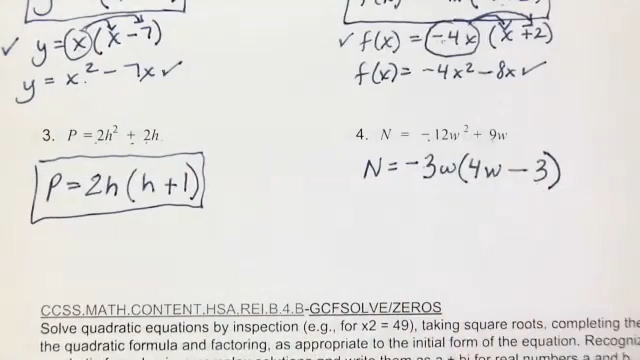 ✓ y = x(x - 7)
y = x² - 7x ✓
✓ f(x) = -4x(x + 2)
f(x) = -4x² - 8x ✓
3. P = 2h² + 2h
P = 2h(h + 1)
4. N = -12w² + 9w
N = -3w(4w - 3)
CCSS.MATH.CONTENT.HSA.REI.B.4.B-GCFSOLVE/ZEROS
Solve quadratic equations by inspection (e.g., for x2 = 49), taking square roots, completing the
the quadratic formula and factoring, as appropriate to the initial form of the equation. Recogni